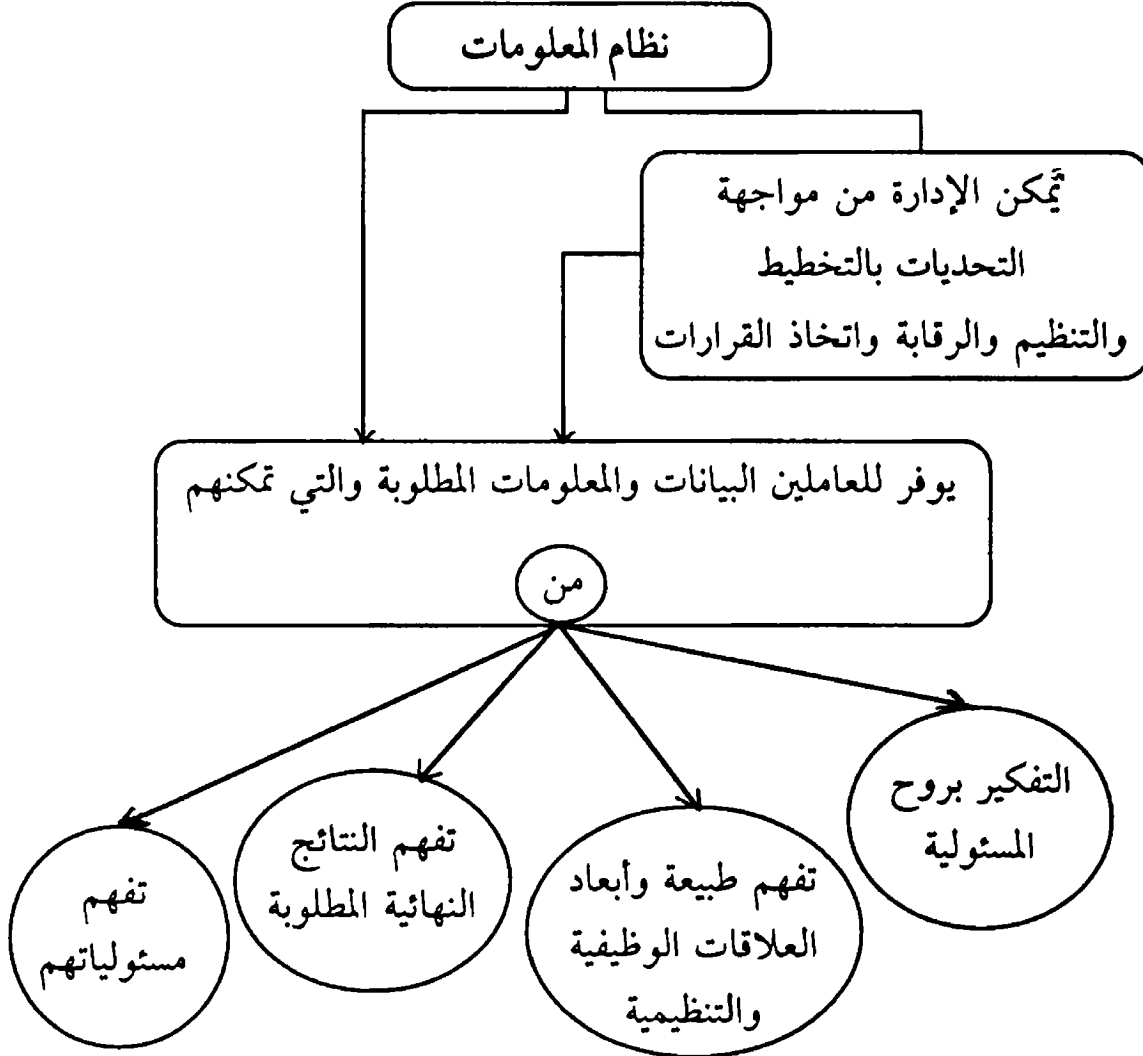 نظام المعلومات
يُمكن الإدارة من مواجهة
التحديات بالتخطيط
والتنظيم والرقابة واتخاذ القرارات
يوفر للعاملين البيانات والمعلومات المطلوبة والتي تمكنهم
من
التفكير بروح
المسئولية
تفهم طبيعة وأبعاد
العلاقات الوظيفية
والتنظيمية
تفهم النتائج
النهائية المطلوبة
تفهم
مسئولياتهم